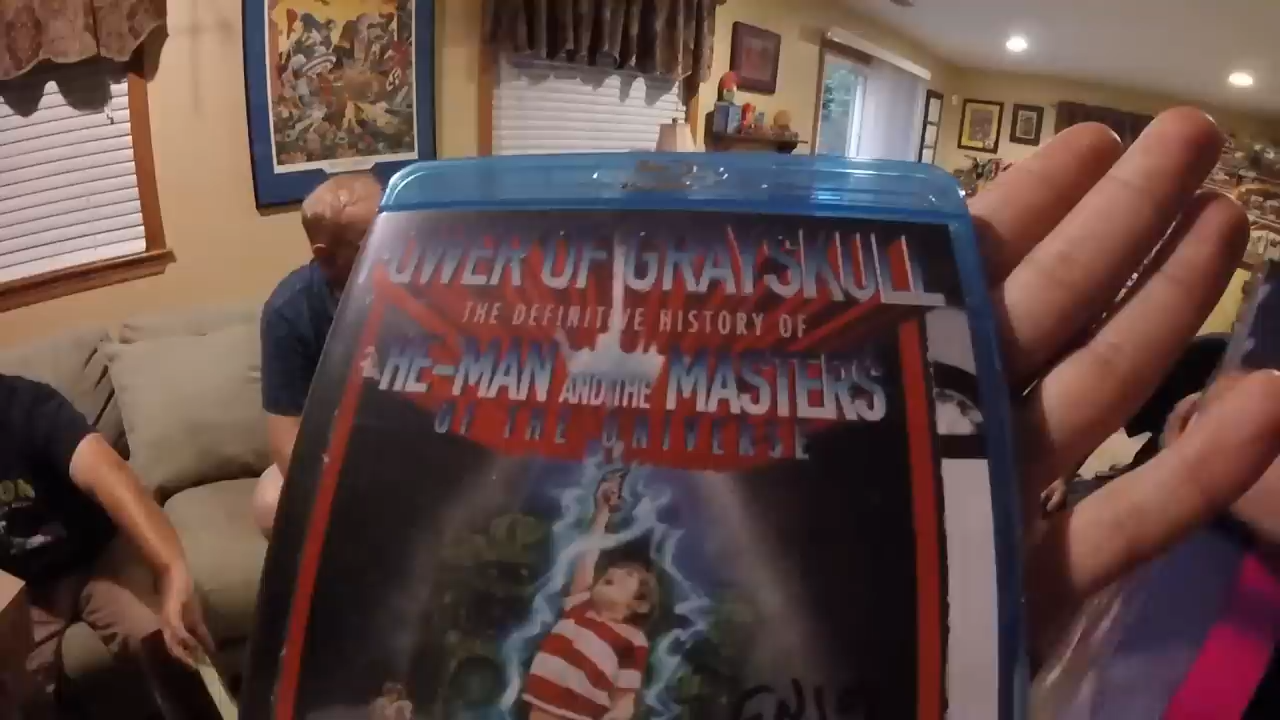 POWER OF GRAYSKULL
THE DEFINITIVE HISTORY OF
HE-MAN AND THE MASTERS
OF THE UNIVERSE